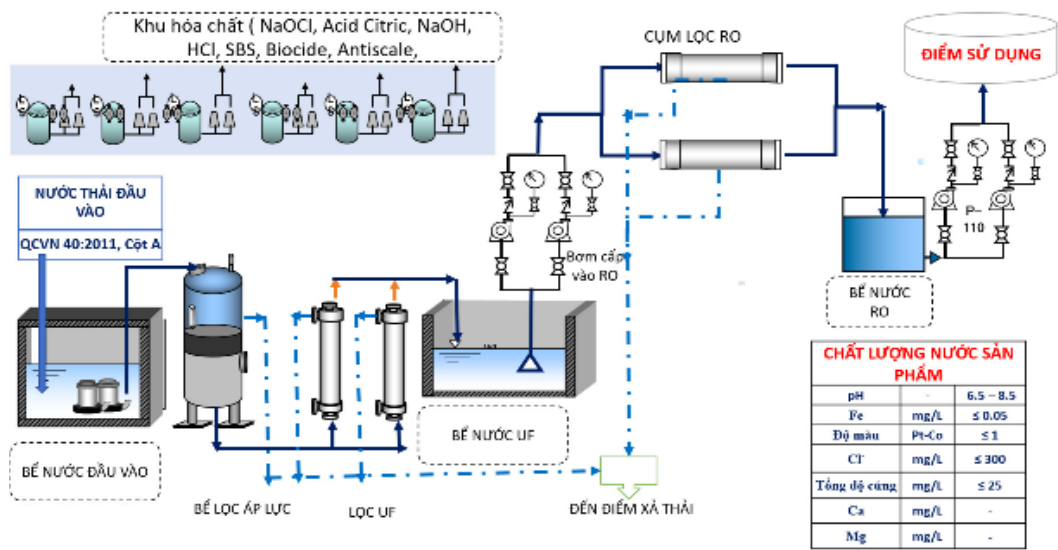 Khu hóa chất ( NaOCl, Acid Citric, NaOH,
HCl, SBS, Biocide, Antiscale,
CỤM LỌC RO
ĐIỂM SỬ DỤNG
NƯỚC THẢI ĐẦU
VÀO
QCVN 40:2011, Cột A
Bơm cấp
vào RO
P-
110
BỂ NƯỚC
RO
BỂ NƯỚC ĐẦU VÀO
BỂ NƯỚC UF
BỂ LỌC ÁP LỰC
LỌC UF
ĐẾN ĐIỂM XẢ THẢI
CHẤT LƯỢNG NƯỚC SẢN
PHẨM
pH - 6.5 – 8.5
Fe mg/L ≤ 0.05
Độ màu Pt-Co ≤ 1
Cl⁻ mg/L ≤ 300
Tổng độ cứng mg/L ≤ 25
Ca mg/L -
Mg mg/L -